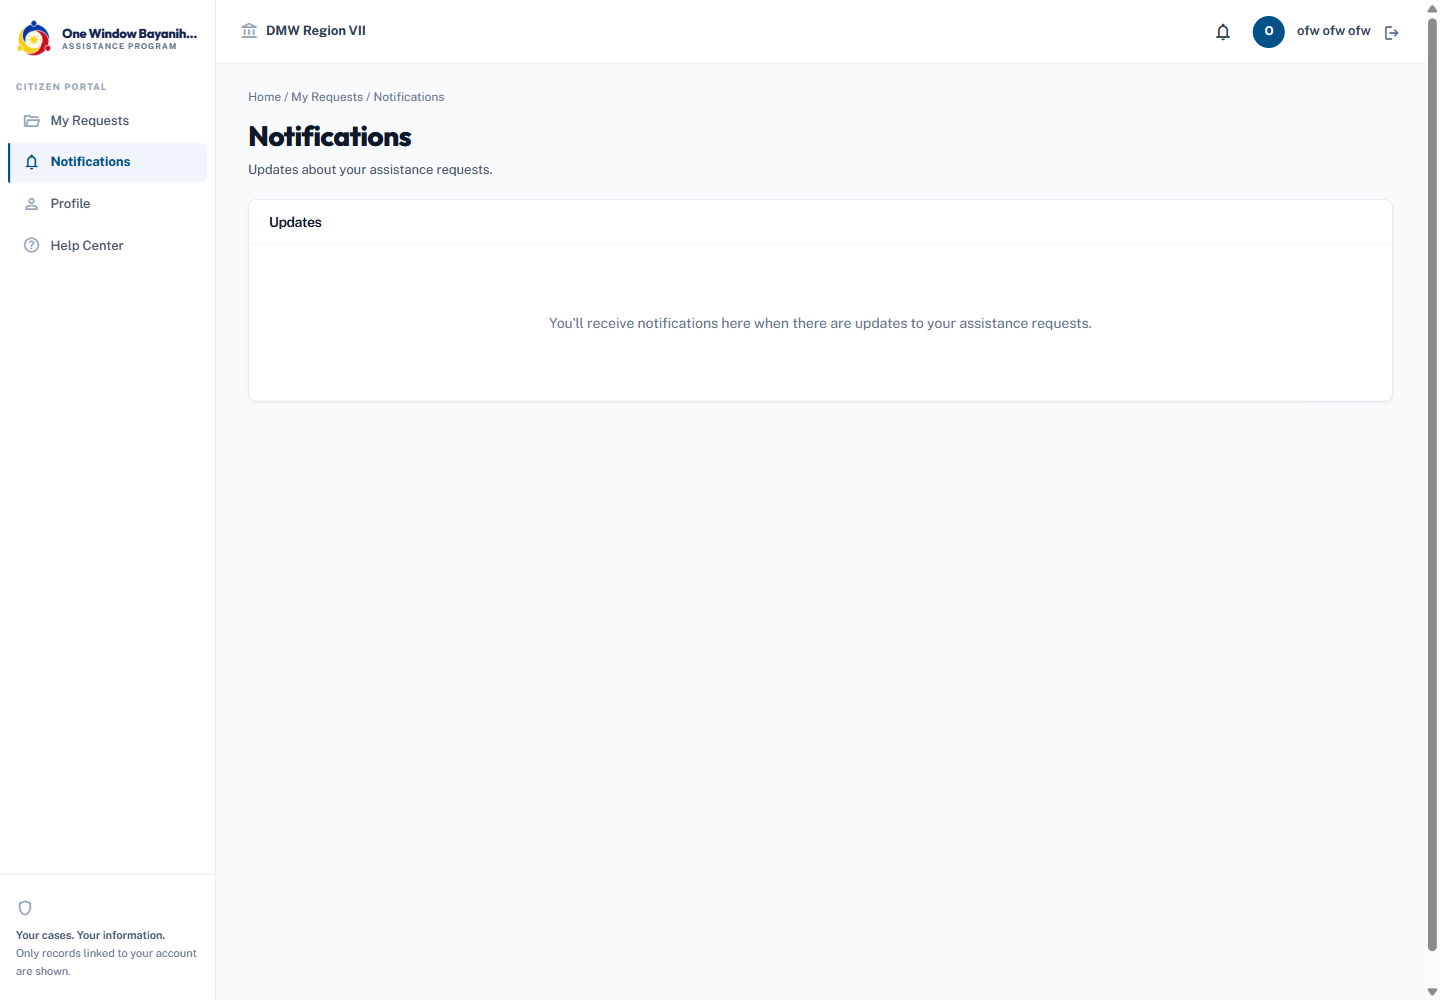 One Window Bayanih...
ASSISTANCE PROGRAM
CITIZEN PORTAL
My Requests
Notifications
Profile
Help Center
Your cases. Your information.
Only records linked to your account
are shown.
DMW Region VII
O
ofw ofw ofw
Home / My Requests / Notifications
Notifications
Updates about your assistance requests.
Updates
You'll receive notifications here when there are updates to your assistance requests.